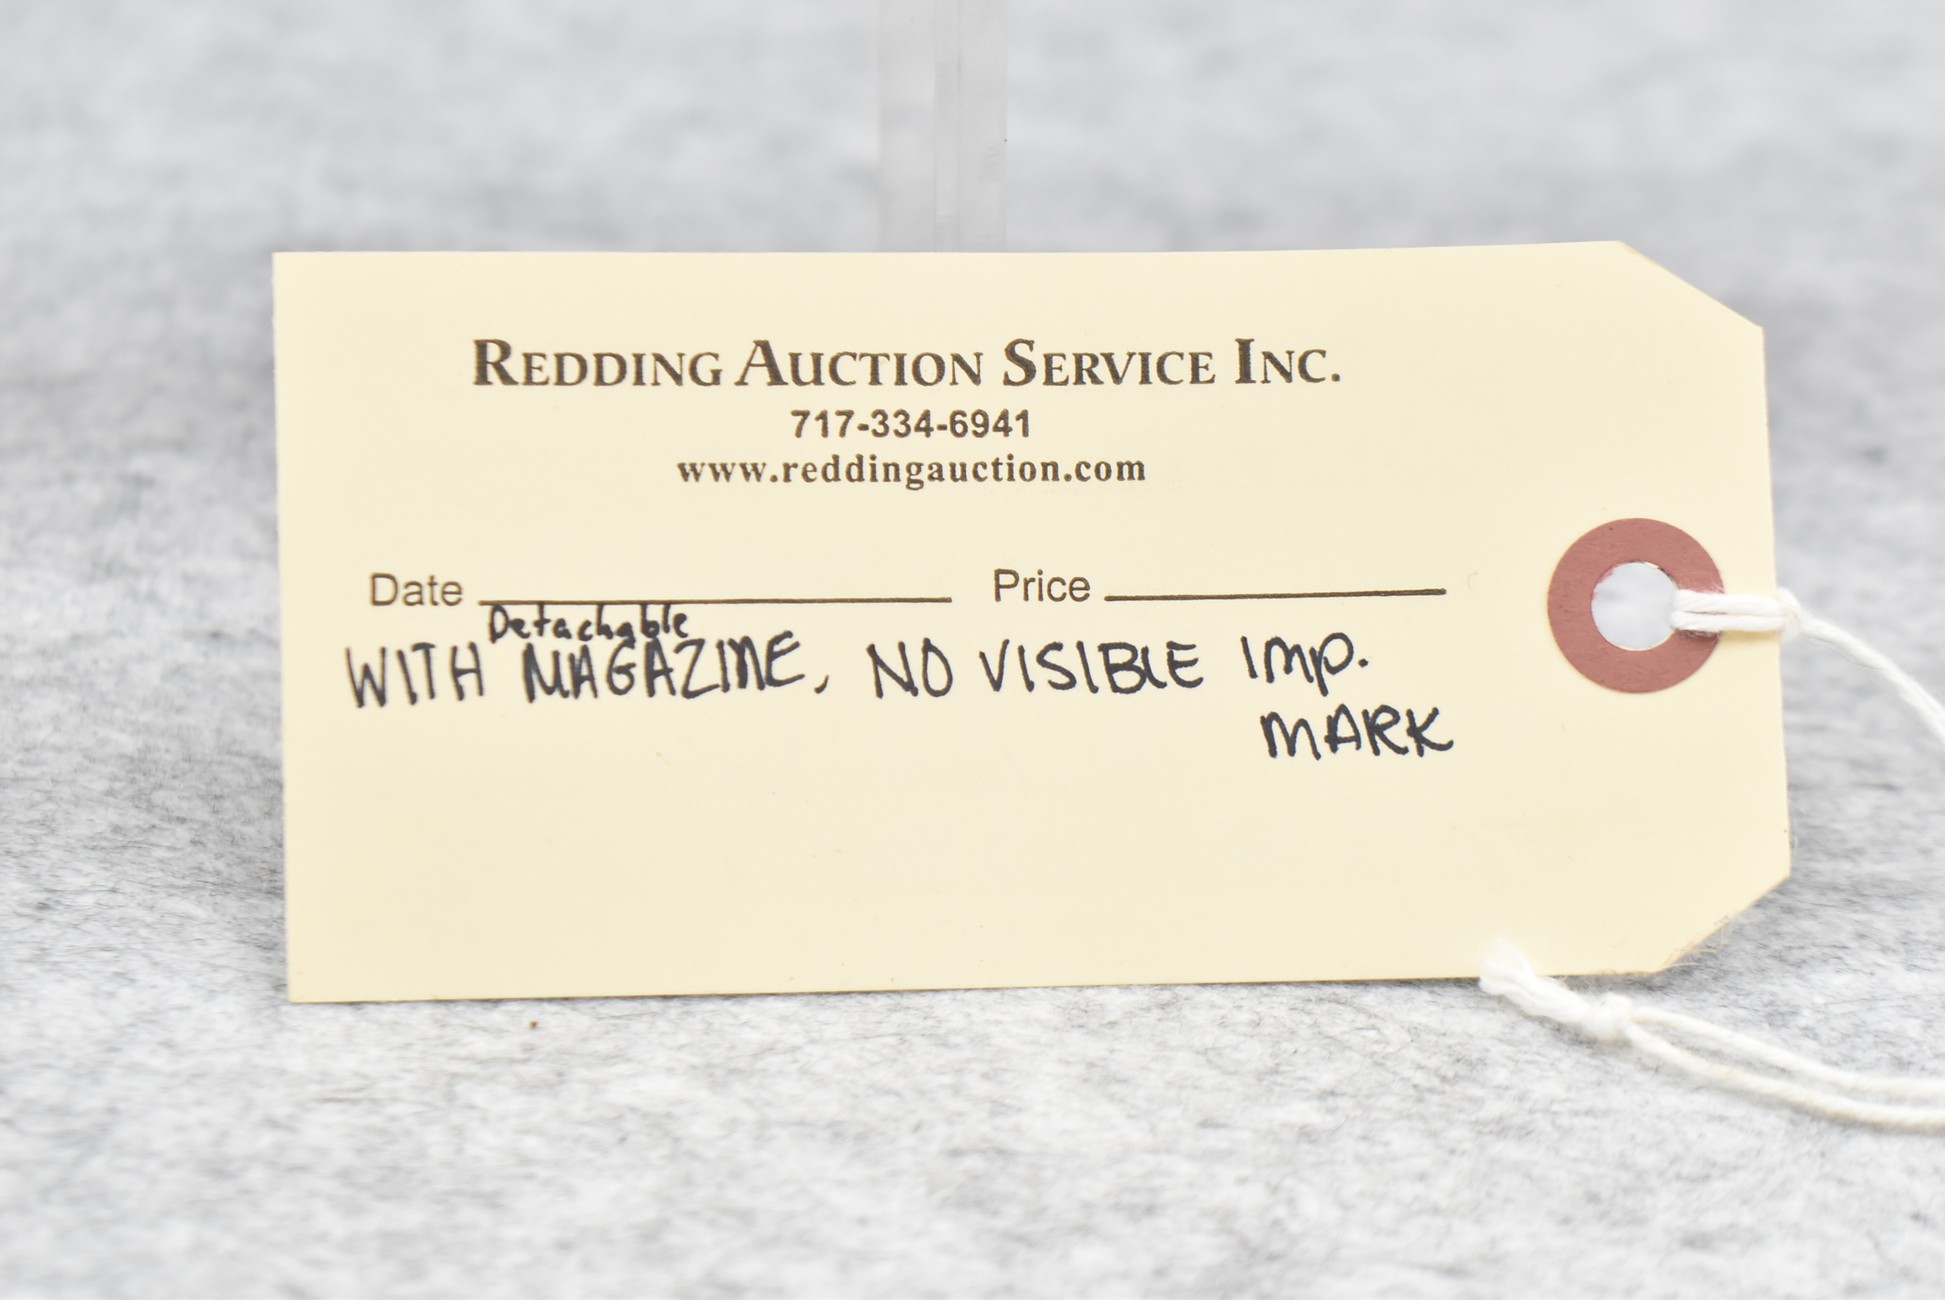 REDDING AUCTION SERVICE INC.
717-334-6941
www.reddingauction.com
Date Price
Detachable
WITH MAGAZINE, NO VISIBLE IMP.
MARK